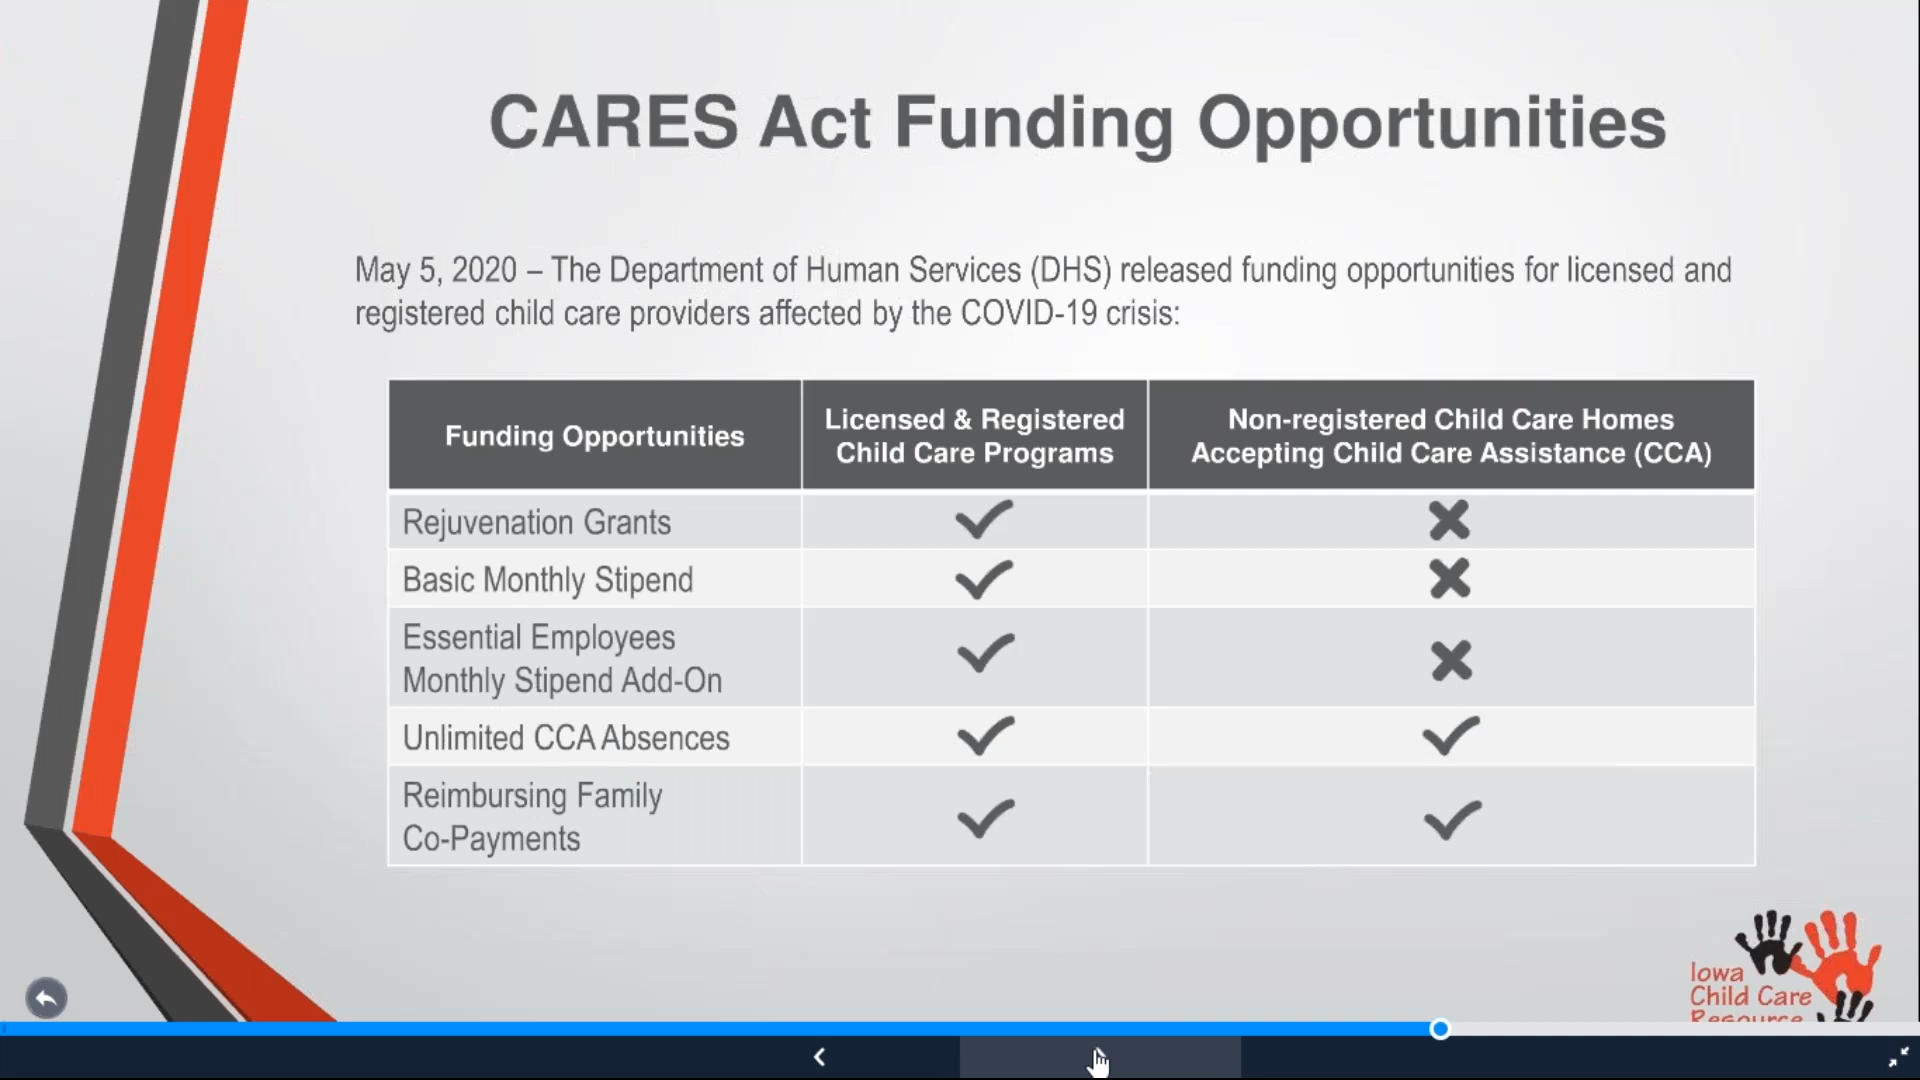 CARES Act Funding Opportunities
May 5, 2020 – The Department of Human Services (DHS) released funding opportunities for licensed and
registered child care providers affected by the COVID-19 crisis:
Funding Opportunities
Licensed & Registered
Child Care Programs
Non-registered Child Care Homes
Accepting Child Care Assistance (CCA)
Rejuvenation Grants
Basic Monthly Stipend
Essential Employees
Monthly Stipend Add-On
Unlimited CCA Absences
Reimbursing Family
Co-Payments
Iowa
Child Care
Resource